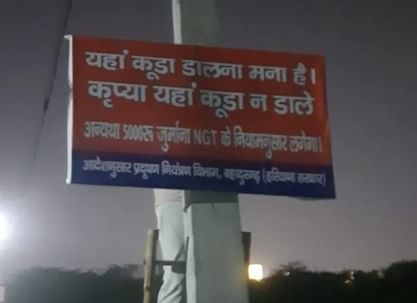 यहां कूडा डालना मना है।
कृप्या यहां कूडा न डाले
अन्यथा 5000रू जुर्माना NGT के नियमानुसार लगेगा।
आदेशानुसार प्रदूषण नियंत्रण विभाग, बहादुरगढ़ (हरियाणा सरकार)